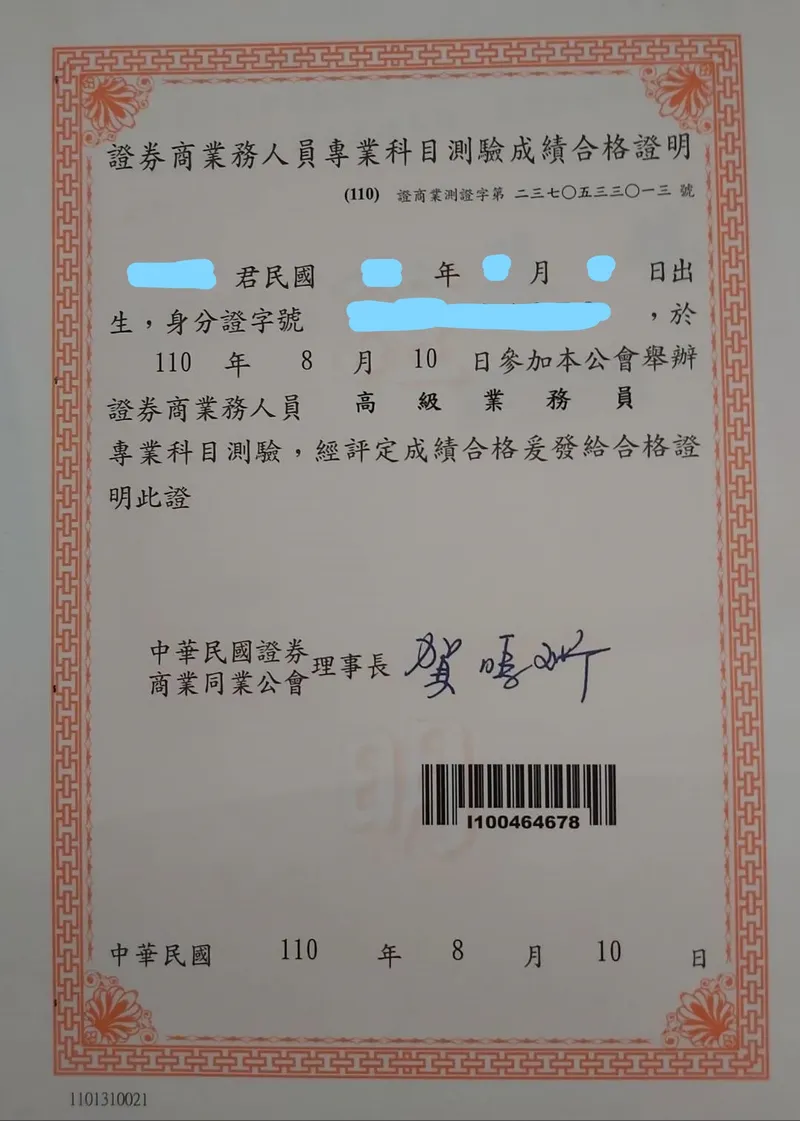 證券商業務人員專業科目測驗成績合格證明
(110) 證商業測證字第 二三七〇五三三〇一三 號
君民國 年 月 日出
生，身分證字號 ，於
110 年 8 月 10 日參加本公會舉辦
證券商業務人員 高級業務員
專業科目測驗，經評定成績合格爰發給合格證
明此證
中華民國證券
商業同業公會
理事長
I100464678
中華民國 110 年 8 月 10 日
1101310021